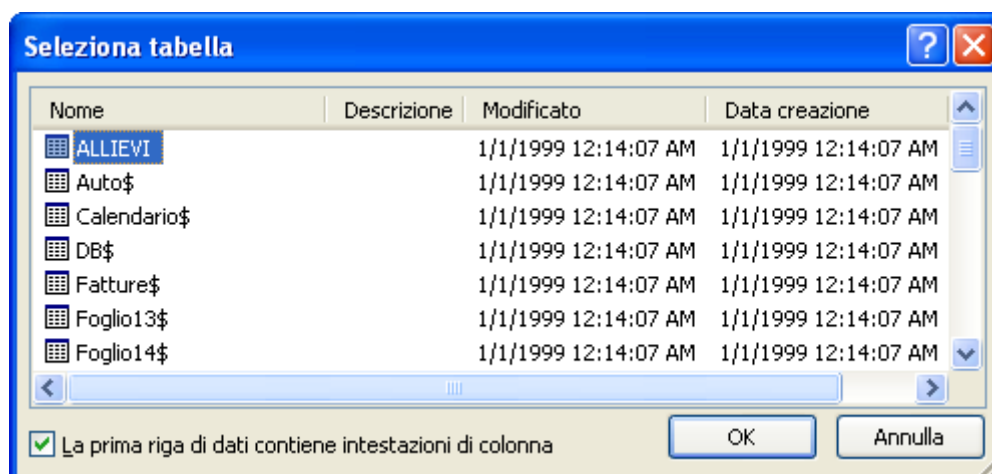 Seleziona tabella
Nome Descrizione Modificato Data creazione
ALLIEVI 1/1/1999 12:14:07 AM 1/1/1999 12:14:07 AM
Auto$ 1/1/1999 12:14:07 AM 1/1/1999 12:14:07 AM
Calendario$ 1/1/1999 12:14:07 AM 1/1/1999 12:14:07 AM
DB$ 1/1/1999 12:14:07 AM 1/1/1999 12:14:07 AM
Fatture$ 1/1/1999 12:14:07 AM 1/1/1999 12:14:07 AM
Foglio13$ 1/1/1999 12:14:07 AM 1/1/1999 12:14:07 AM
Foglio14$ 1/1/1999 12:14:07 AM 1/1/1999 12:14:07 AM
La prima riga di dati contiene intestazioni di colonna OK Annulla